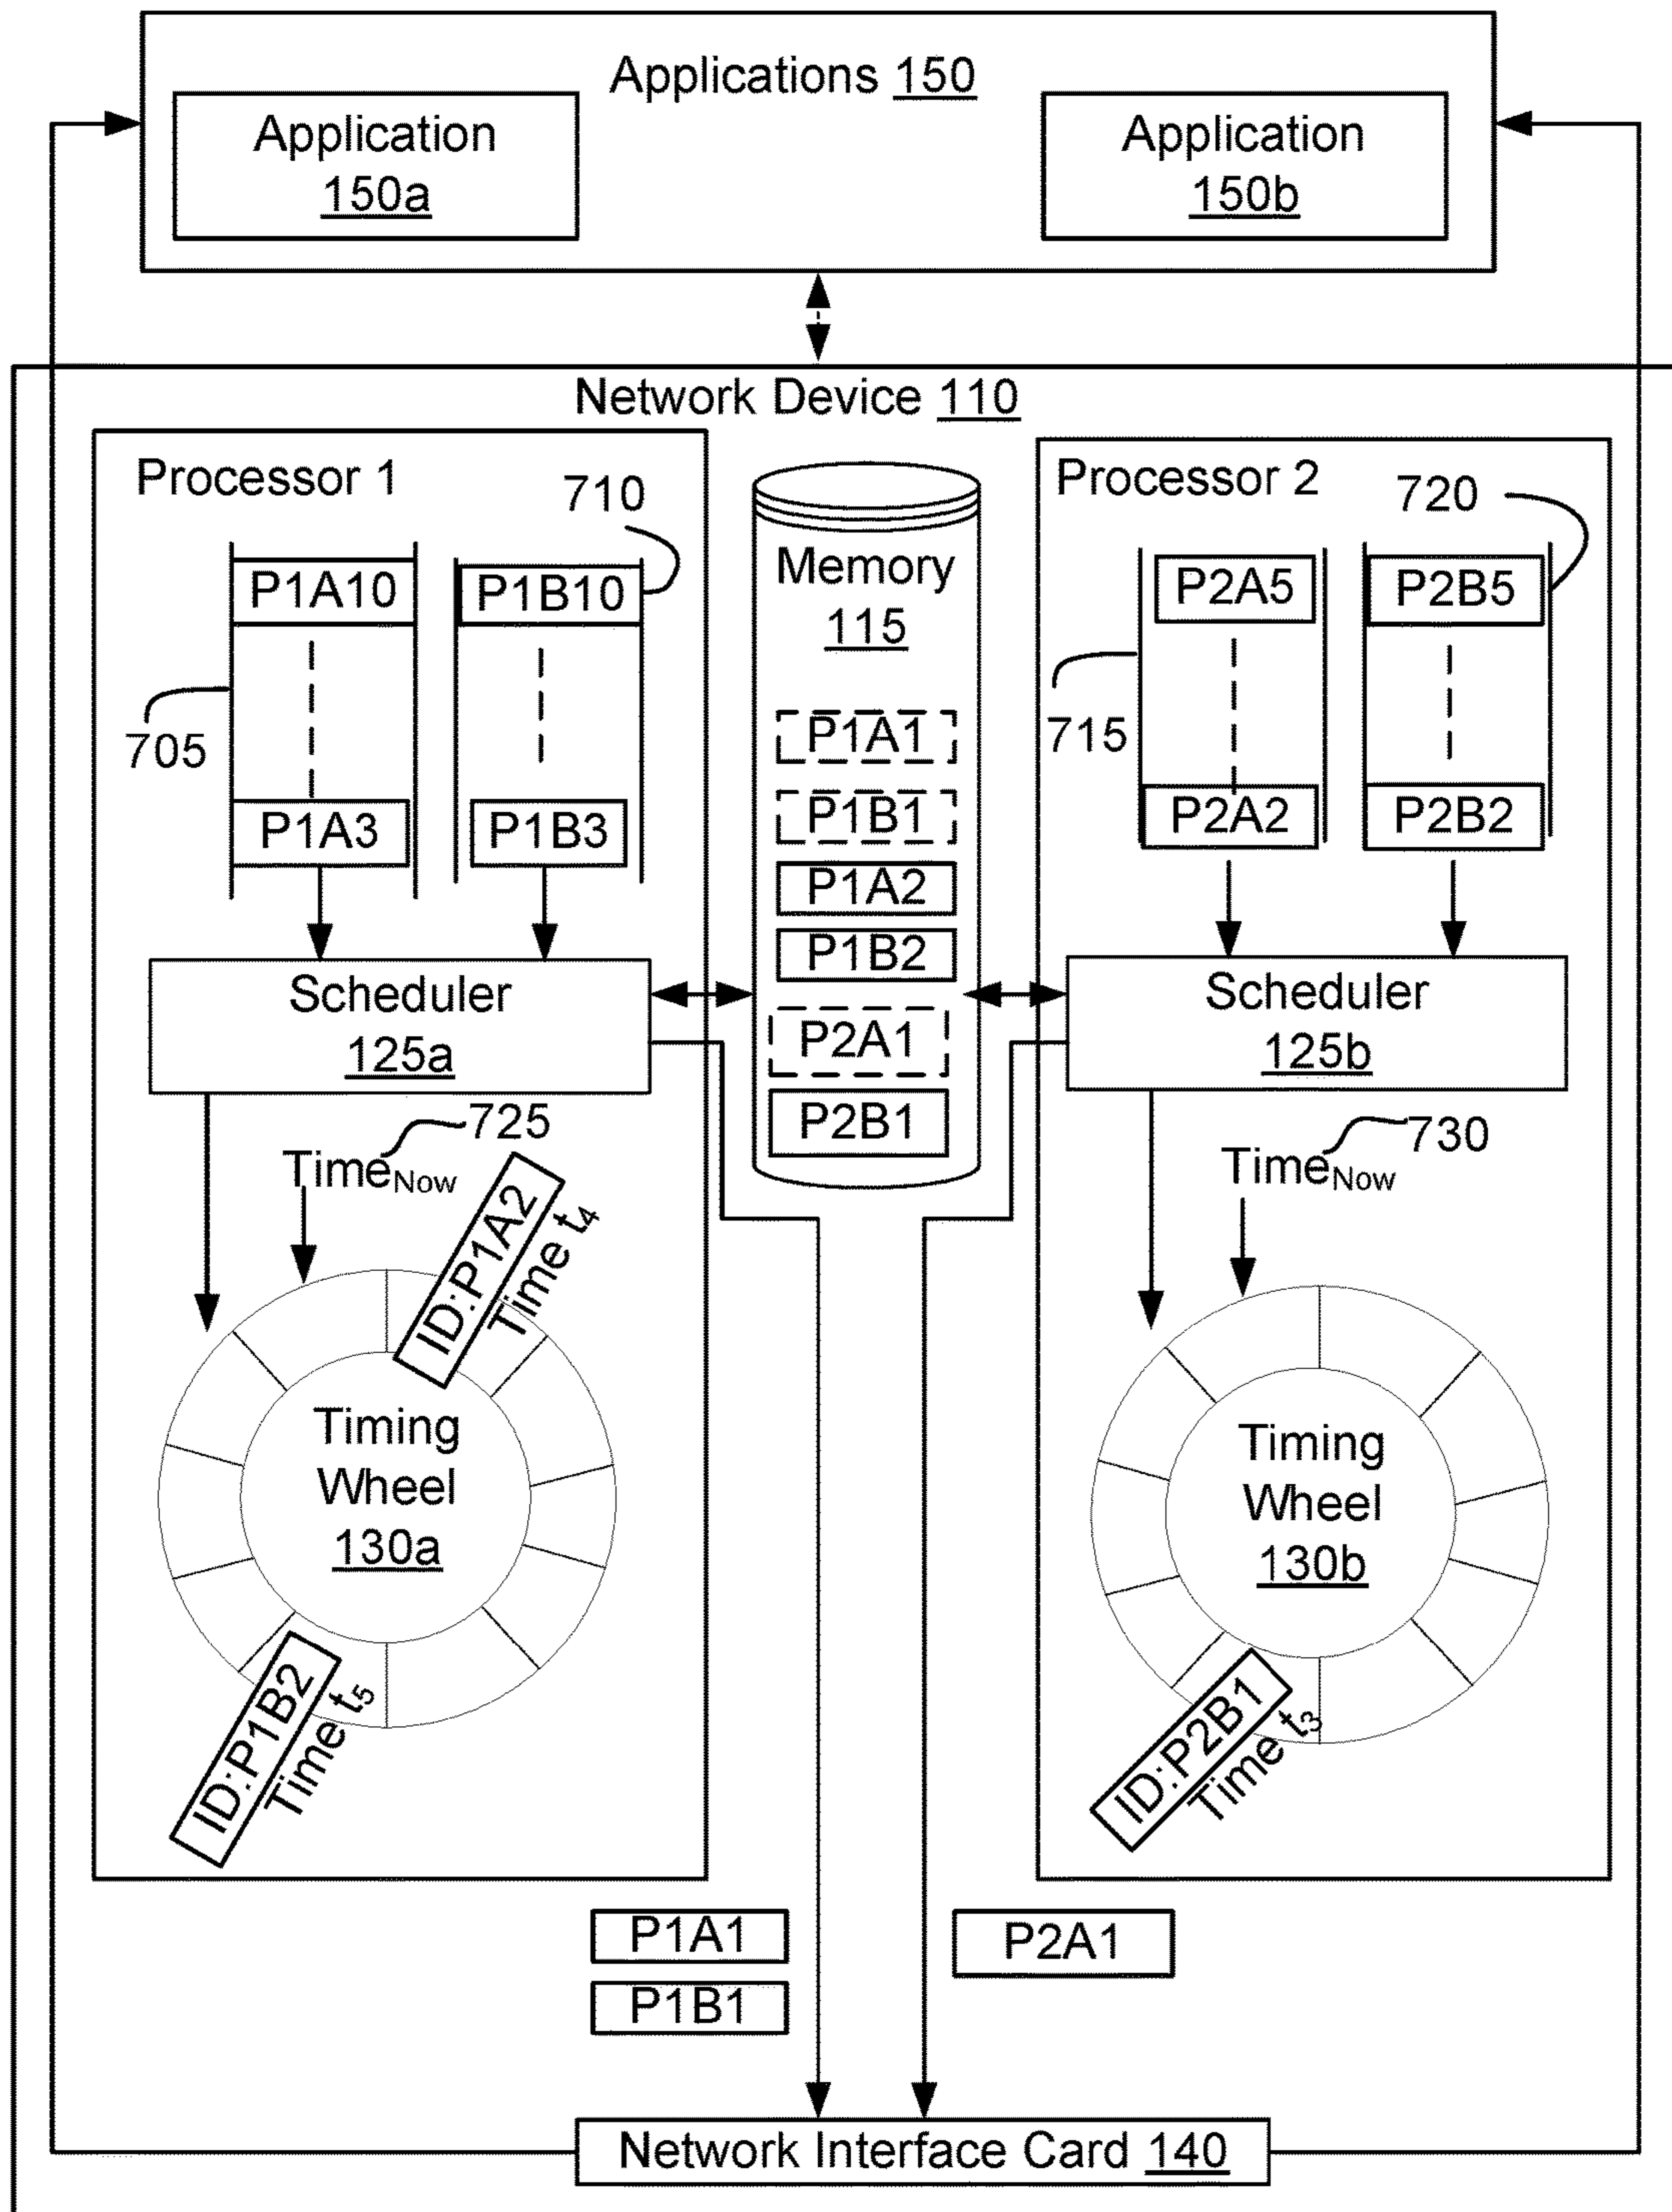 Applications 150
Application
150a
Application
150b
Network Device 110
Processor 1
710
P1A10
P1B10
705
P1A3
P1B3
Scheduler
125a
725
TimeNow
ID:P1A2
Time t4
Timing
Wheel
130a
ID:P1B2
Time t5
Memory
115
P1A1
P1B1
P1A2
P1B2
P2A1
P2B1
Processor 2
720
P2A5
P2B5
715
P2A2
P2B2
Scheduler
125b
730
TimeNow
Timing
Wheel
130b
ID:P2B1
Time t3
P1A1
P1B1
P2A1
Network Interface Card 140